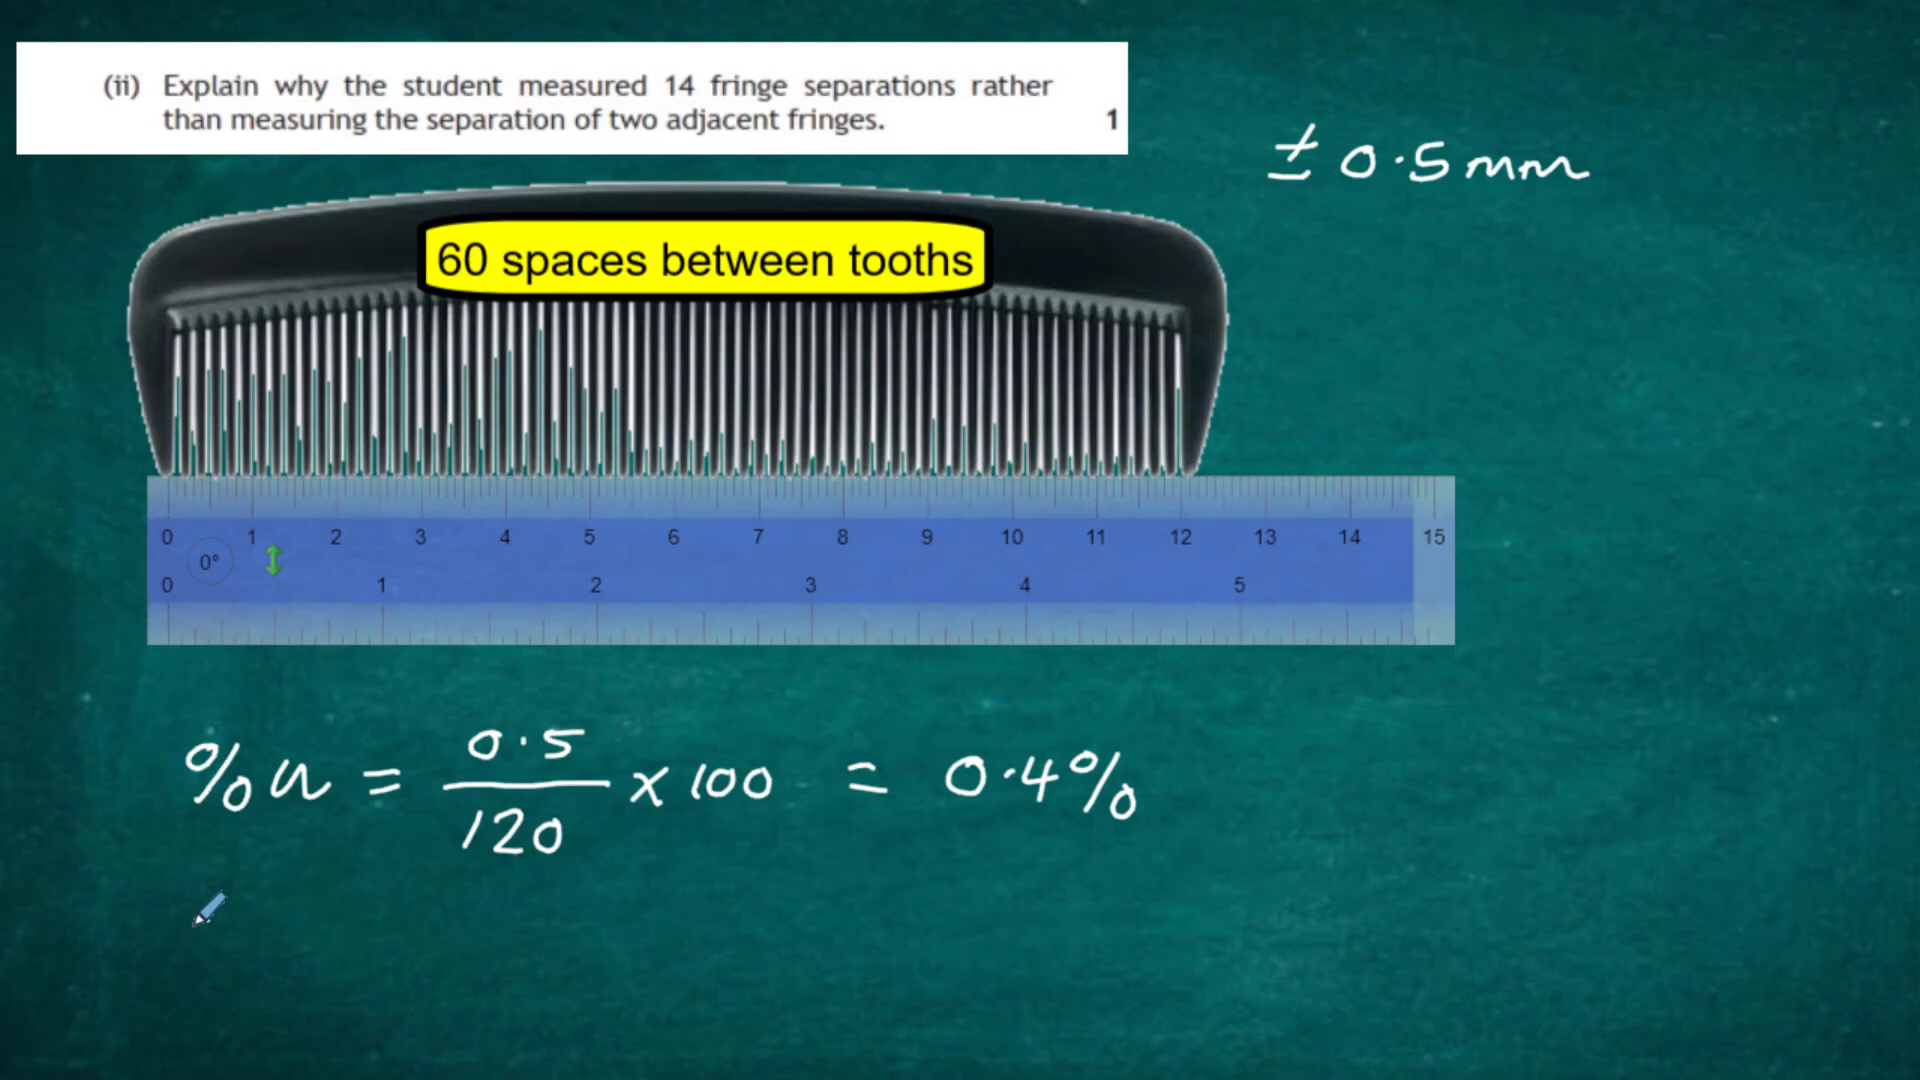 (ii) Explain why the student measured 14 fringe separations rather
than measuring the separation of two adjacent fringes. 1
± 0.5mm
60 spaces between tooths
0 1 2 3 4 5 6 7 8 9 10 11 12 13 14 15
0°
0 1 2 3 4 5
%u = 0.5/120 x 100 = 0.4%